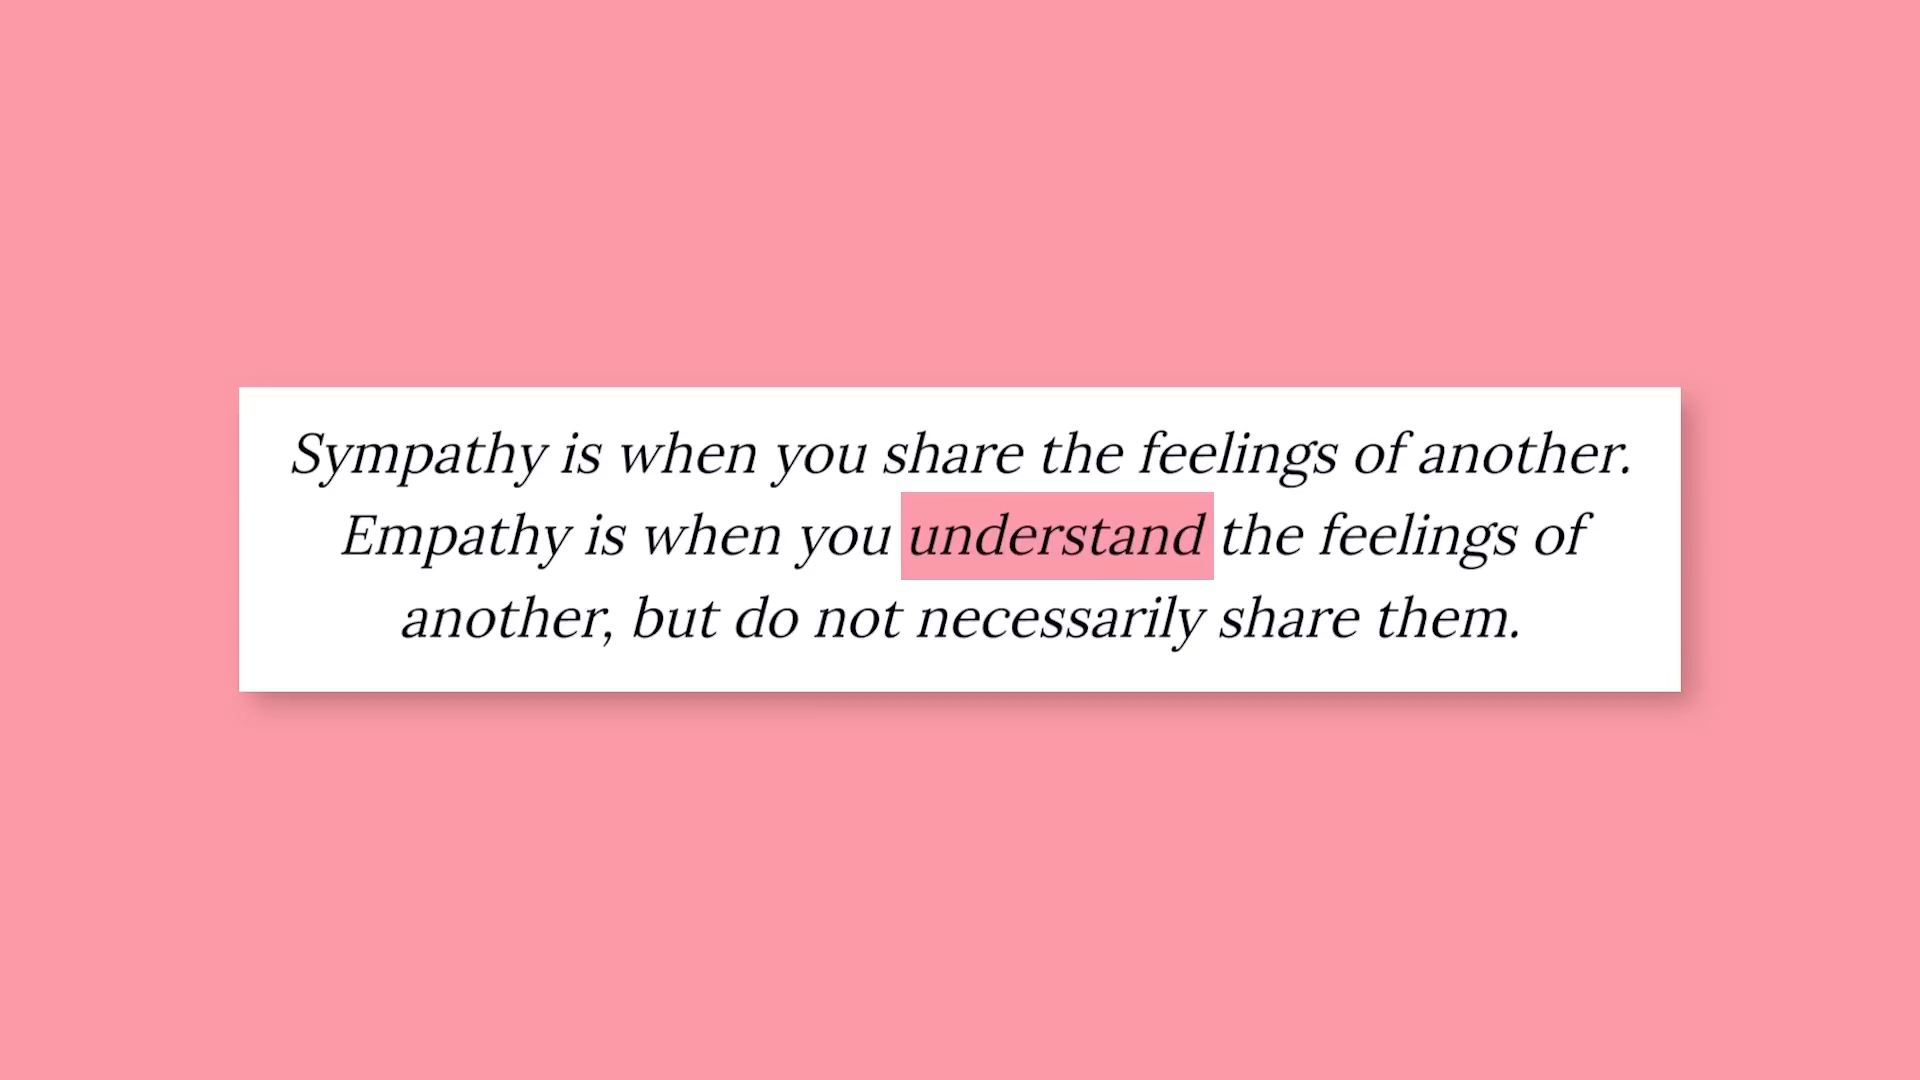 Sympathy is when you share the feelings of another.
Empathy is when you understand the feelings of
another, but do not necessarily share them.